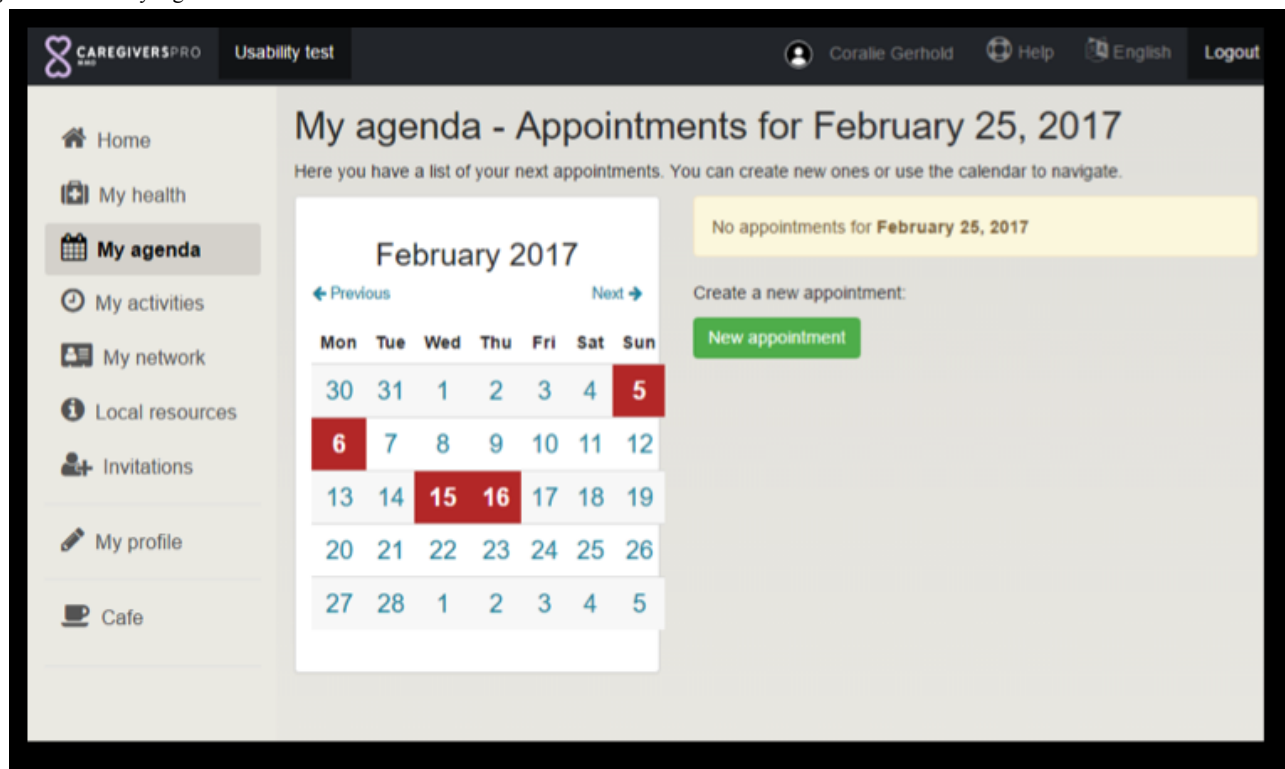 CAREGIVERSPRO
MMD
Usability test
Coralie Gerhold
Help
English
Logout
Home
My health
My agenda
My activities
My network
Local resources
Invitations
My profile
Cafe
My agenda - Appointments for February 25, 2017
Here you have a list of your next appointments. You can create new ones or use the calendar to navigate.
February 2017
Previous Next
Mon Tue Wed Thu Fri Sat Sun
30 31 1 2 3 4 5
6 7 8 9 10 11 12
13 14 15 16 17 18 19
20 21 22 23 24 25 26
27 28 1 2 3 4 5
No appointments for February 25, 2017
Create a new appointment:
New appointment